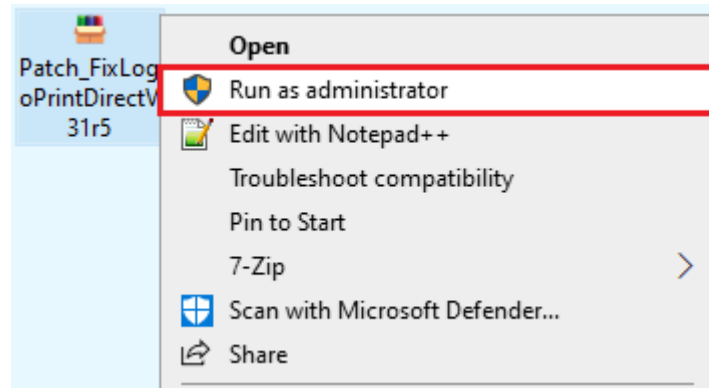 Patch_FixLog
oPrintDirectV
31r5
Open
Run as administrator
Edit with Notepad++
Troubleshoot compatibility
Pin to Start
7-Zip
Scan with Microsoft Defender...
Share